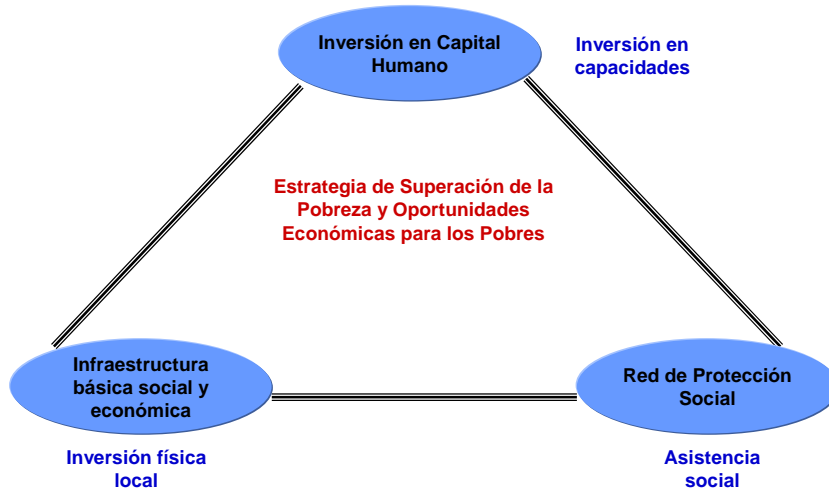 Inversión en Capital
Humano
Inversión en
capacidades
Estrategia de Superación de la
Pobreza y Oportunidades
Económicas para los Pobres
Infraestructura
básica social y
económica
Red de Protección
Social
Inversión física
local
Asistencia
social